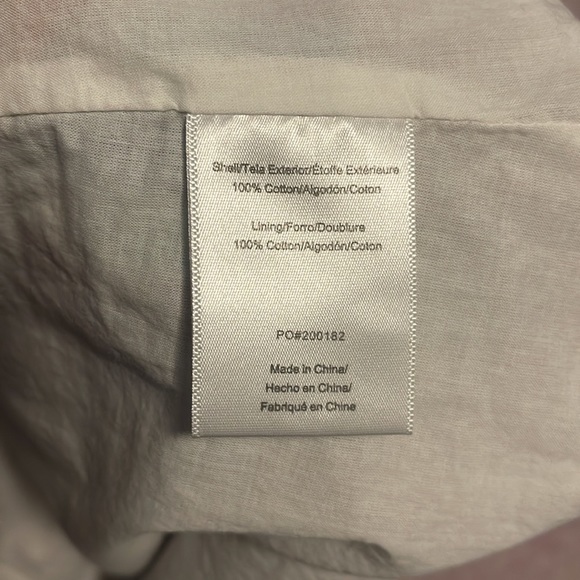 Shell/Tela Exterior/Étoffe Extérieure
100% Cotton/Algodón/Coton
Lining/Forro/Doublure
100% Cotton/Algodón/Coton
PO#200182
Made in China/
Hecho en China/
Fabriqué en Chine